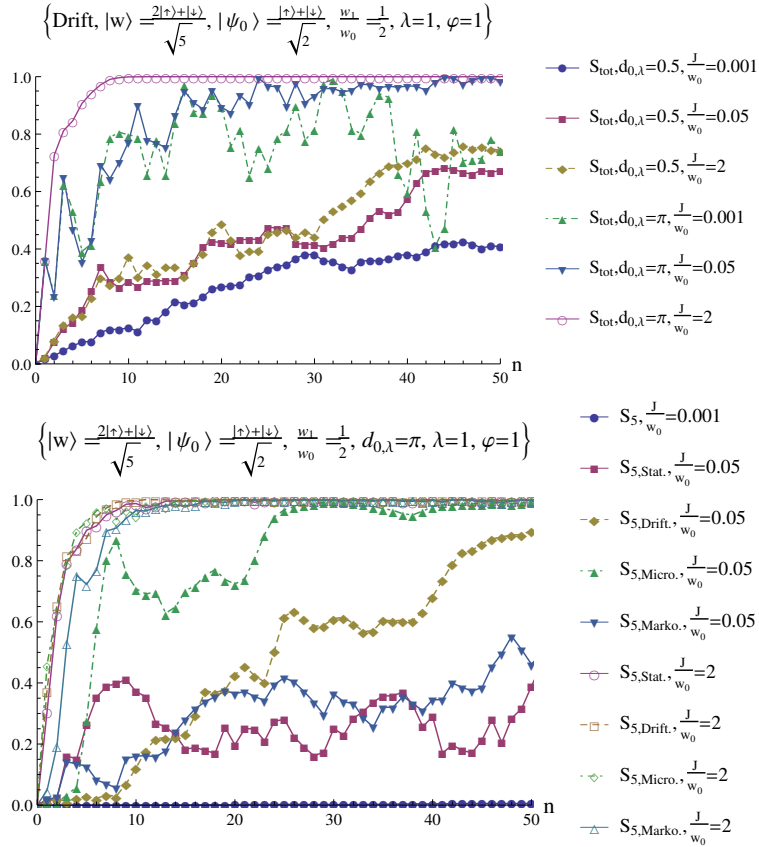 {Drift, |w⟩ = (2|↑⟩+|↓⟩)/√5, |ψ0⟩ = (|↑⟩+|↓⟩)/√2, w1/w0 = 1/2, λ=1, φ=1}
1.0
0.8
0.6
0.4
0.2
0.0
0 10 20 30 40 50
n
Stot, d0,λ=0.5, J/w0=0.001
Stot, d0,λ=0.5, J/w0=0.05
Stot, d0,λ=0.5, J/w0=2
Stot, d0,λ=π, J/w0=0.001
Stot, d0,λ=π, J/w0=0.05
Stot, d0,λ=π, J/w0=2
{|w⟩ = (2|↑⟩+|↓⟩)/√5, |ψ0⟩ = (|↑⟩+|↓⟩)/√2, w1/w0 = 1/2, d0,λ=π, λ=1, φ=1}
1.0
0.8
0.6
0.4
0.2
0.0
0 10 20 30 40 50
n
S5, J/w0=0.001
S5,Stat., J/w0=0.05
S5,Drift., J/w0=0.05
S5,Micro., J/w0=0.05
S5,Marko., J/w0=0.05
S5,Stat., J/w0=2
S5,Drift., J/w0=2
S5,Micro., J/w0=2
S5,Marko., J/w0=2